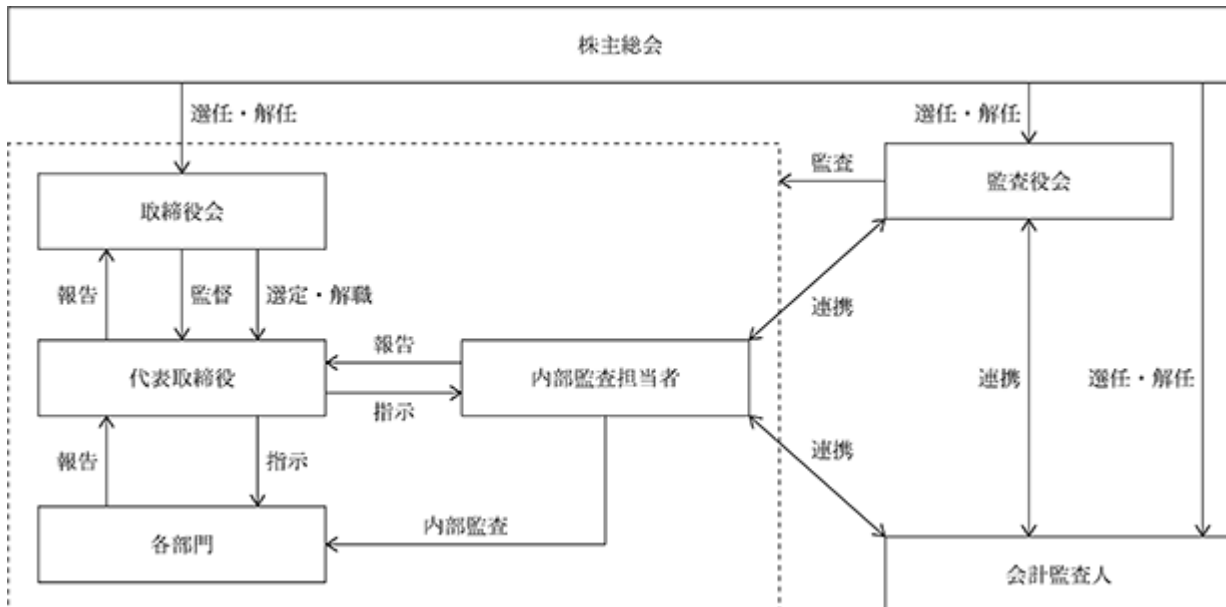 株主総会
選任・解任
選任・解任
監査
監査役会
取締役会
報告
監督
選定・解職
連携
報告
代表取締役
内部監査担当者
指示
連携
選任・解任
報告
指示
連携
内部監査
各部門
会計監査人